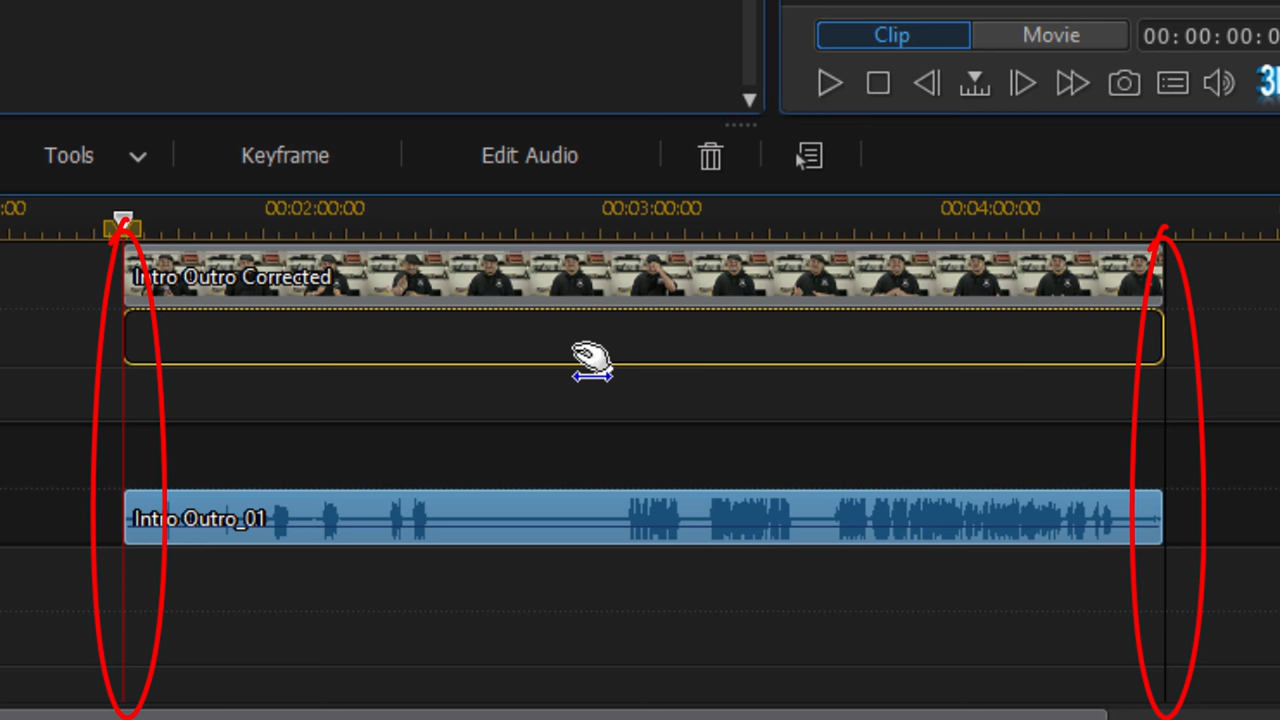 Clip Movie 00:00:00:0
3
Tools Keyframe Edit Audio
:00 00:02:00:00 00:03:00:00 00:04:00:00
Intro Outro Corrected
Intro Outro_01